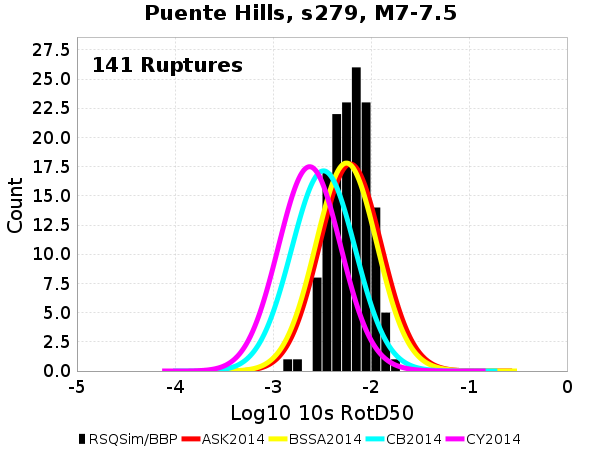 Puente Hills, s279, M7-7.5
141 Ruptures
27.5
25.0
22.5
20.0
17.5
15.0
12.5
10.0
7.5
5.0
2.5
0.0
Count
-5 -4 -3 -2 -1 0
Log10 10s RotD50
RSQSim/BBP ASK2014 BSSA2014 CB2014 CY2014